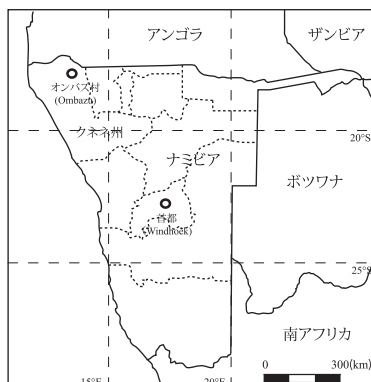 アンゴラ
ザンビア
オンバズ村
(Ombazu)
クネネ州
20°S
ナミビア
ボツワナ
首都
(Windhoek)
25°S
南アフリカ
0 300(km)
15°E 20°E